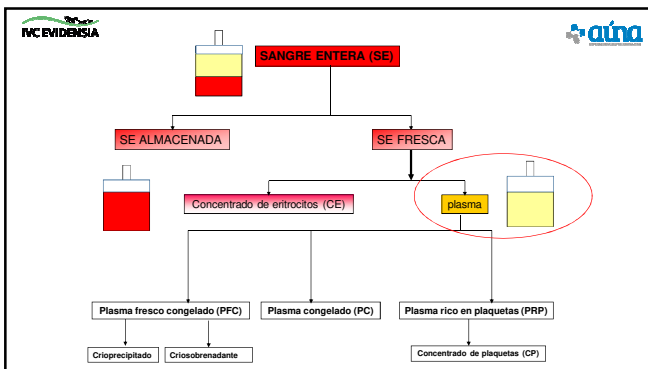 IVC EVIDENSIA
aúna
SANGRE ENTERA (SE)
SE ALMACENADA
SE FRESCA
Concentrado de eritrocitos (CE)
plasma
Plasma fresco congelado (PFC)
Plasma congelado (PC)
Plasma rico en plaquetas (PRP)
Crioprecipitado
Criosobrenadante
Concentrado de plaquetas (CP)